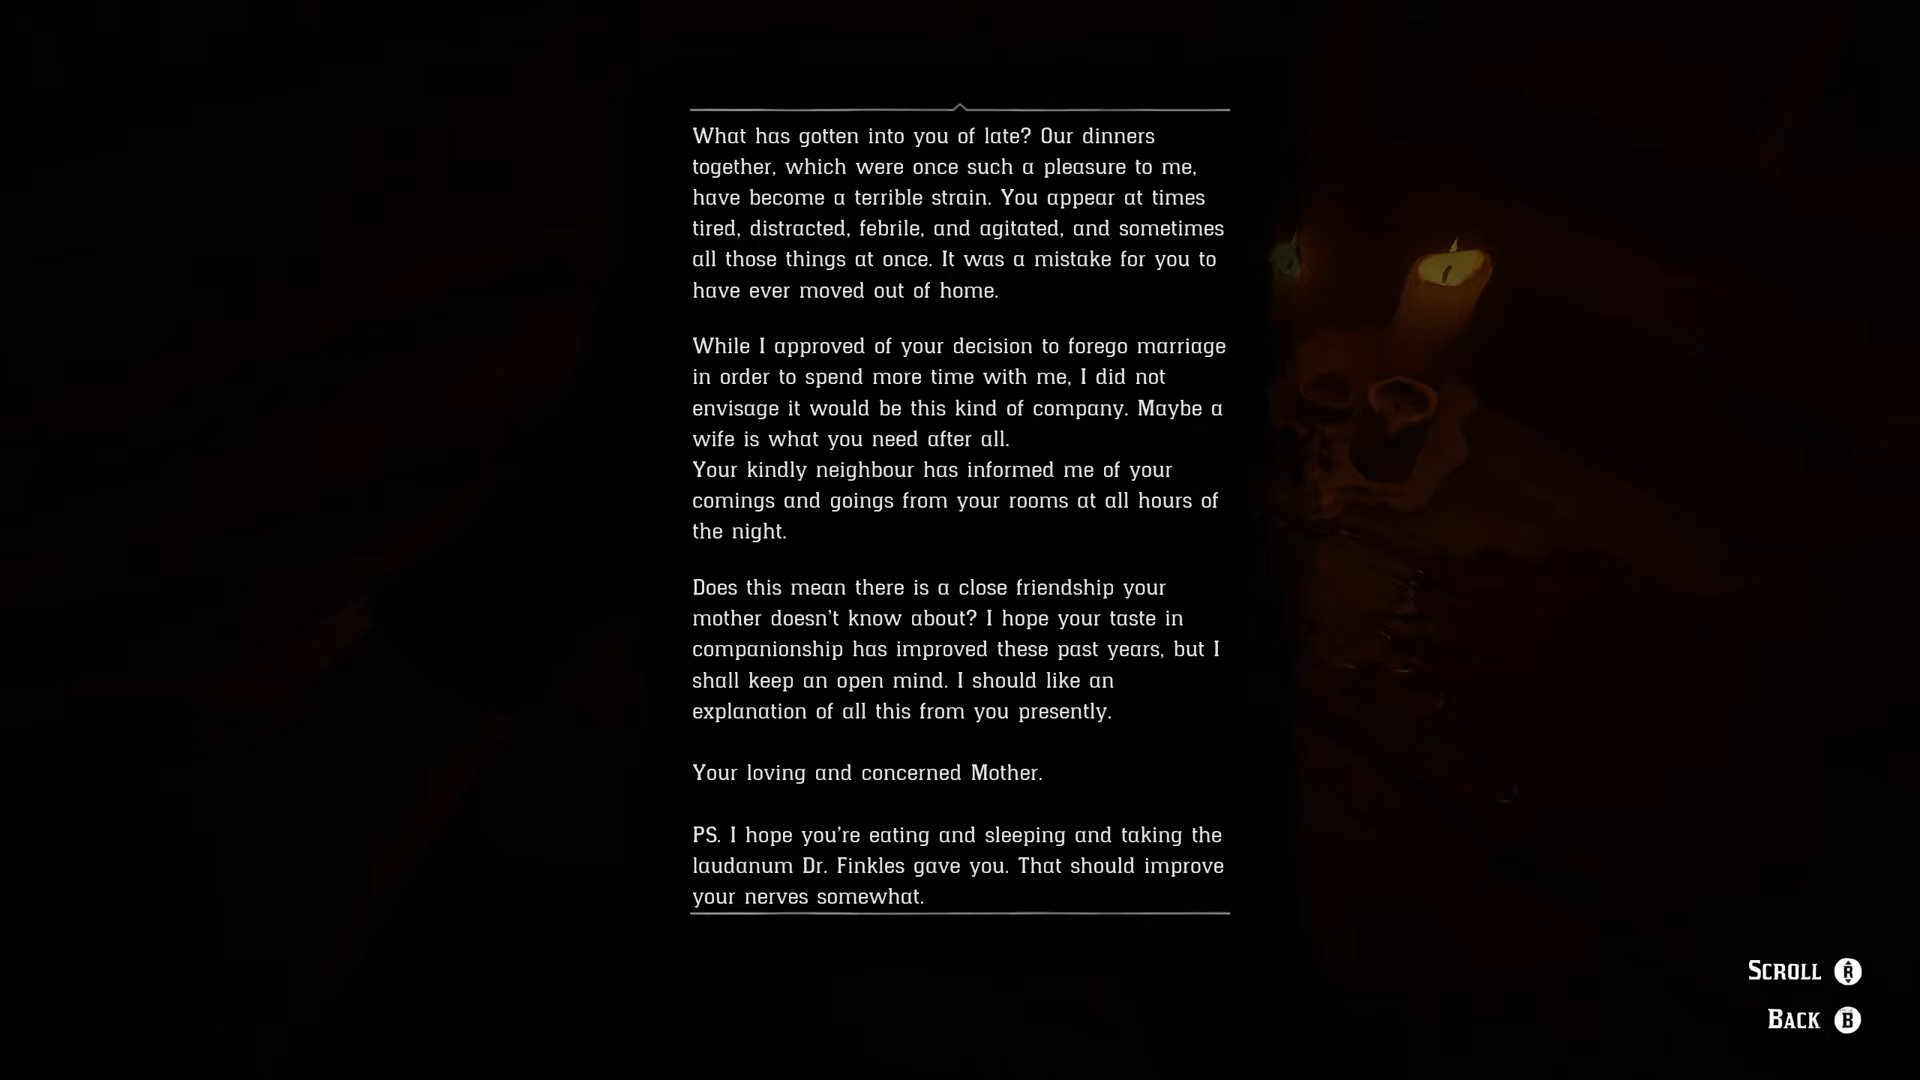 What has gotten into you of late? Our dinners
together, which were once such a pleasure to me,
have become a terrible strain. You appear at times
tired, distracted, febrile, and agitated, and sometimes
all those things at once. It was a mistake for you to
have ever moved out of home.
While I approved of your decision to forego marriage
in order to spend more time with me, I did not
envisage it would be this kind of company. Maybe a
wife is what you need after all.
Your kindly neighbour has informed me of your
comings and goings from your rooms at all hours of
the night.
Does this mean there is a close friendship your
mother doesn't know about? I hope your taste in
companionship has improved these past years, but I
shall keep an open mind. I should like an
explanation of all this from you presently.
Your loving and concerned Mother.
PS. I hope you're eating and sleeping and taking the
laudanum Dr. Finkles gave you. That should improve
your nerves somewhat.
Scroll R
Back B